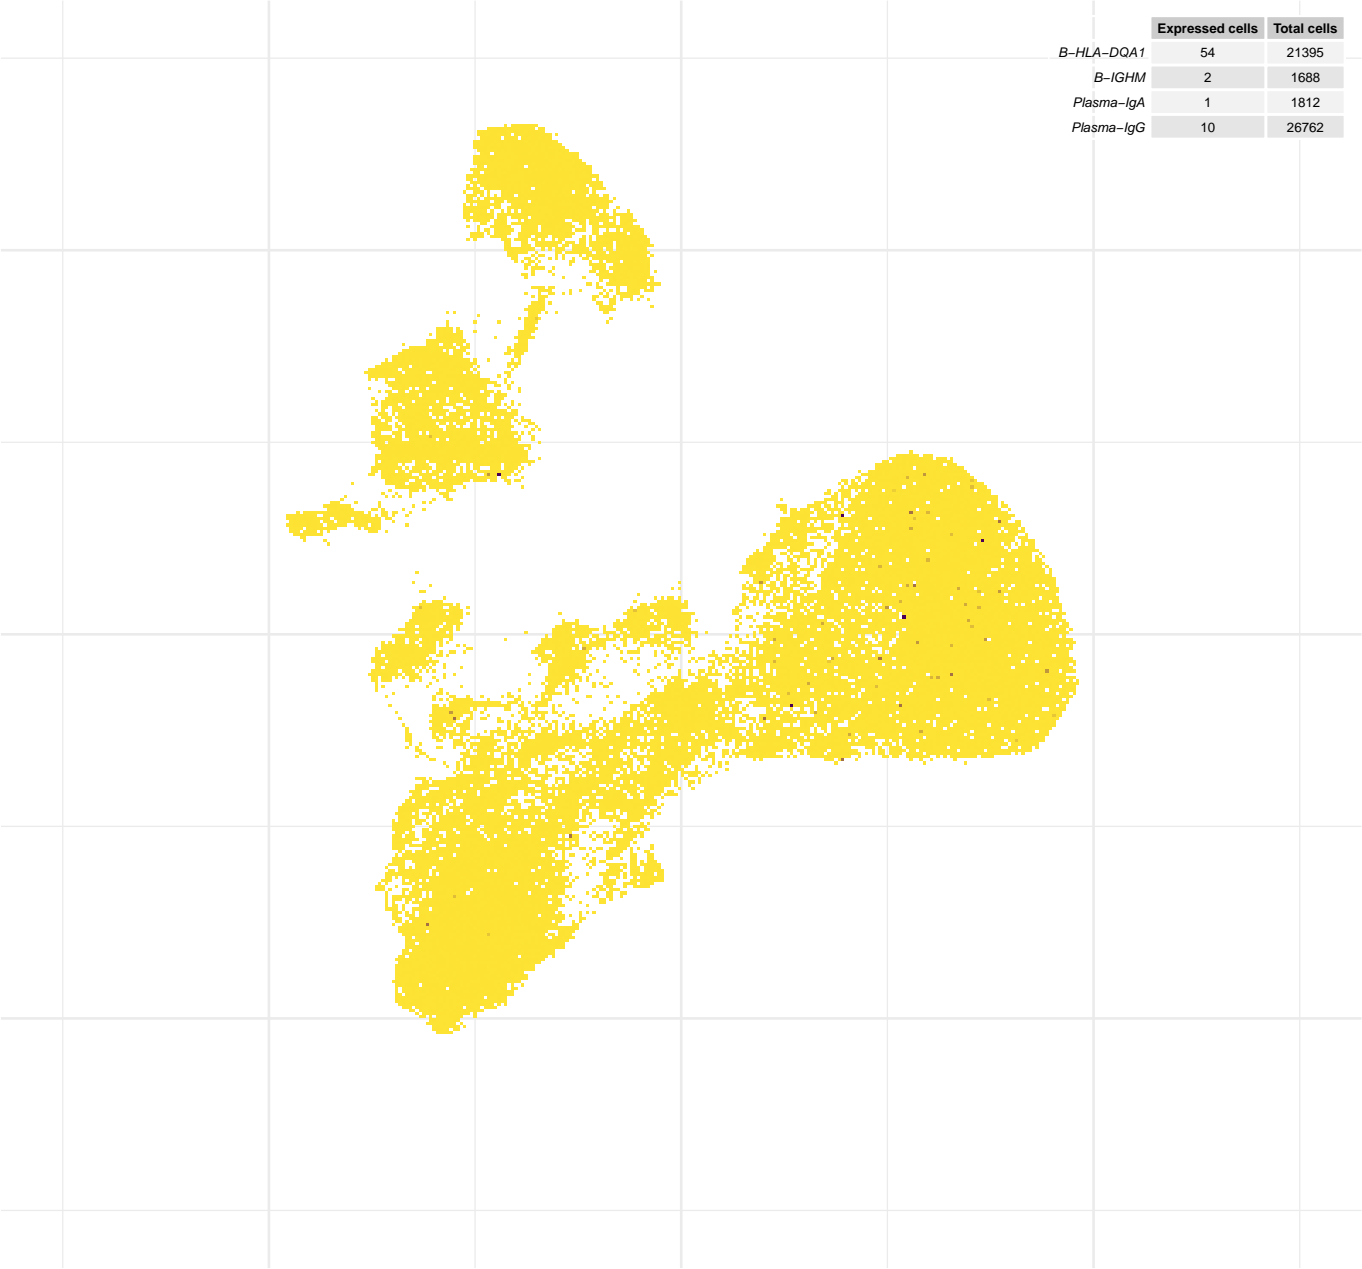 Expressed cells Total cells
B−HLA−DQA1 54 21395
B−IGHM 2 1688
Plasma−IgA 1 1812
Plasma−IgG 10 26762